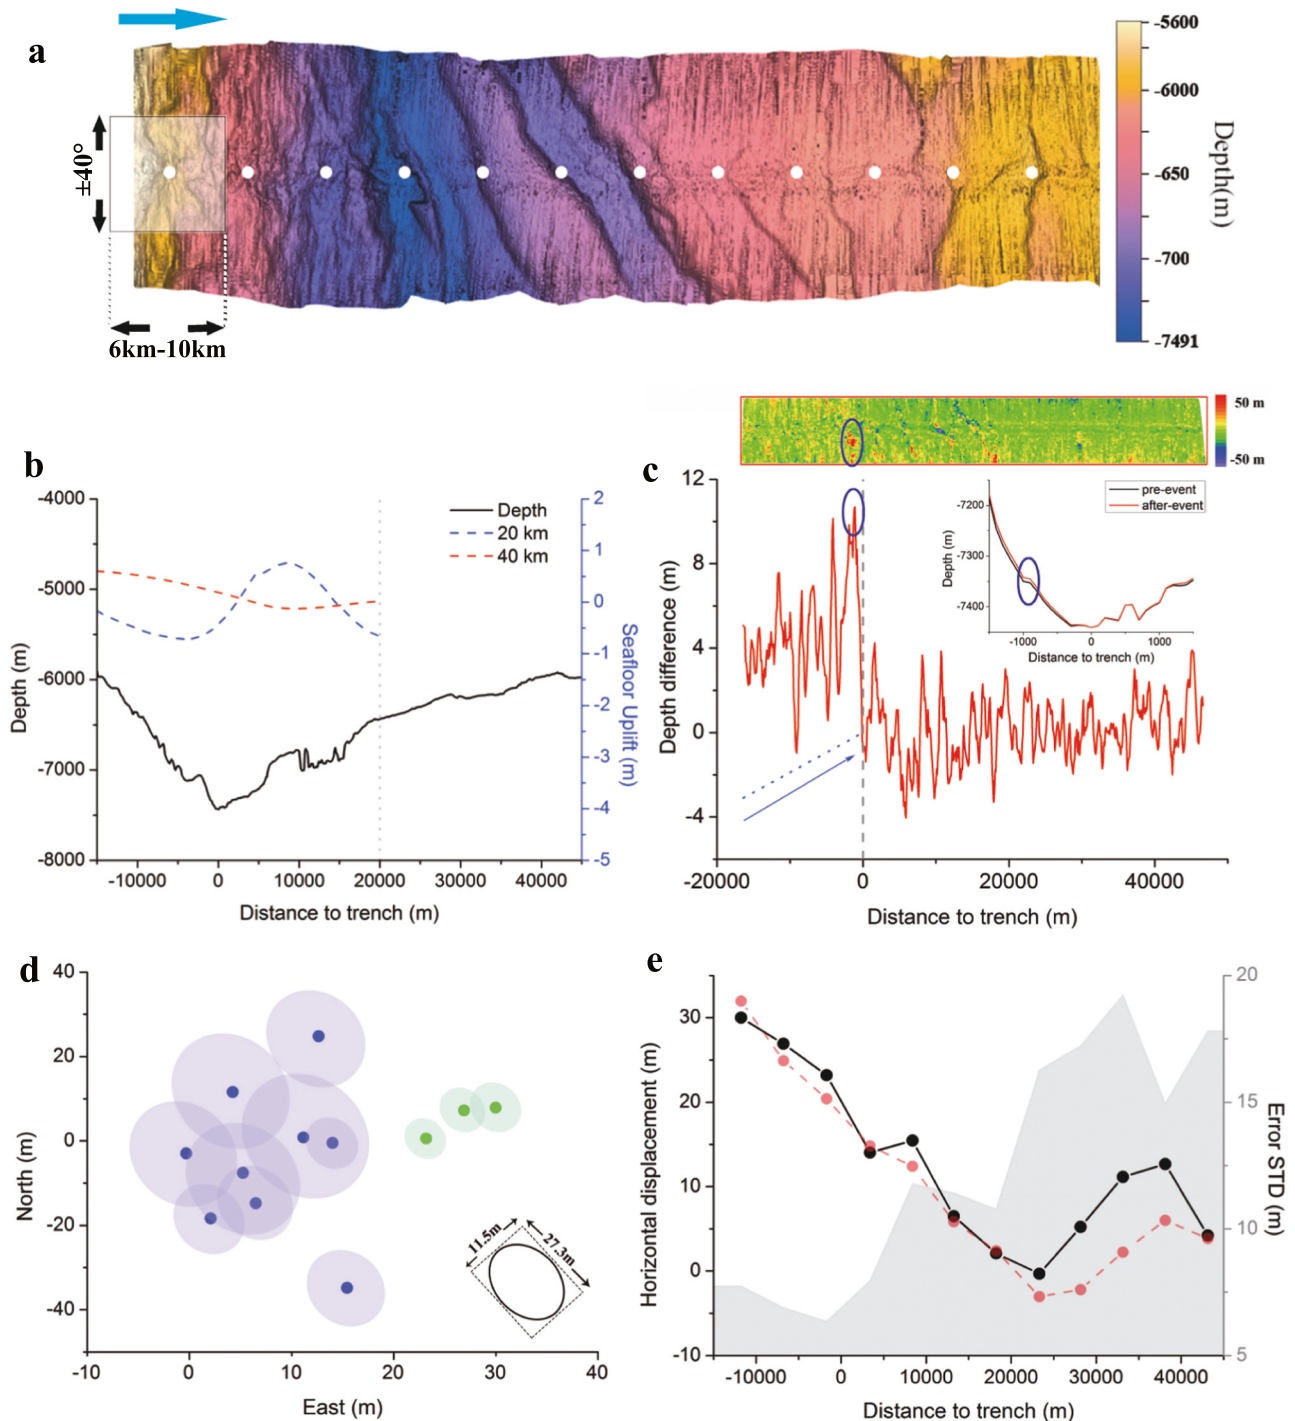 a
±40°
6km-10km
-5600
-6000
-650
-700
-7491
Depth(m)
b
-4000
-5000
-6000
-7000
-8000
Depth (m)
Depth
20 km
40 km
2
1
0
-1
-2
-3
-4
-5
Seafloor Uplift (m)
-10000 0 10000 20000 30000 40000
Distance to trench (m)
50 m
-50 m
c
12
8
4
0
-4
Depth difference (m)
pre-event
after-event
-7200
-7300
-7400
Depth (m)
-1000 0 1000
Distance to trench (m)
-20000 0 20000 40000
Distance to trench (m)
d
40
20
0
-20
-40
North (m)
11.5m
27.3m
-10 0 10 20 30 40
East (m)
e
30
20
10
0
-10
Horizontal displacement (m)
20
15
10
5
Error STD (m)
-10000 0 10000 20000 30000 40000
Distance to trench (m)